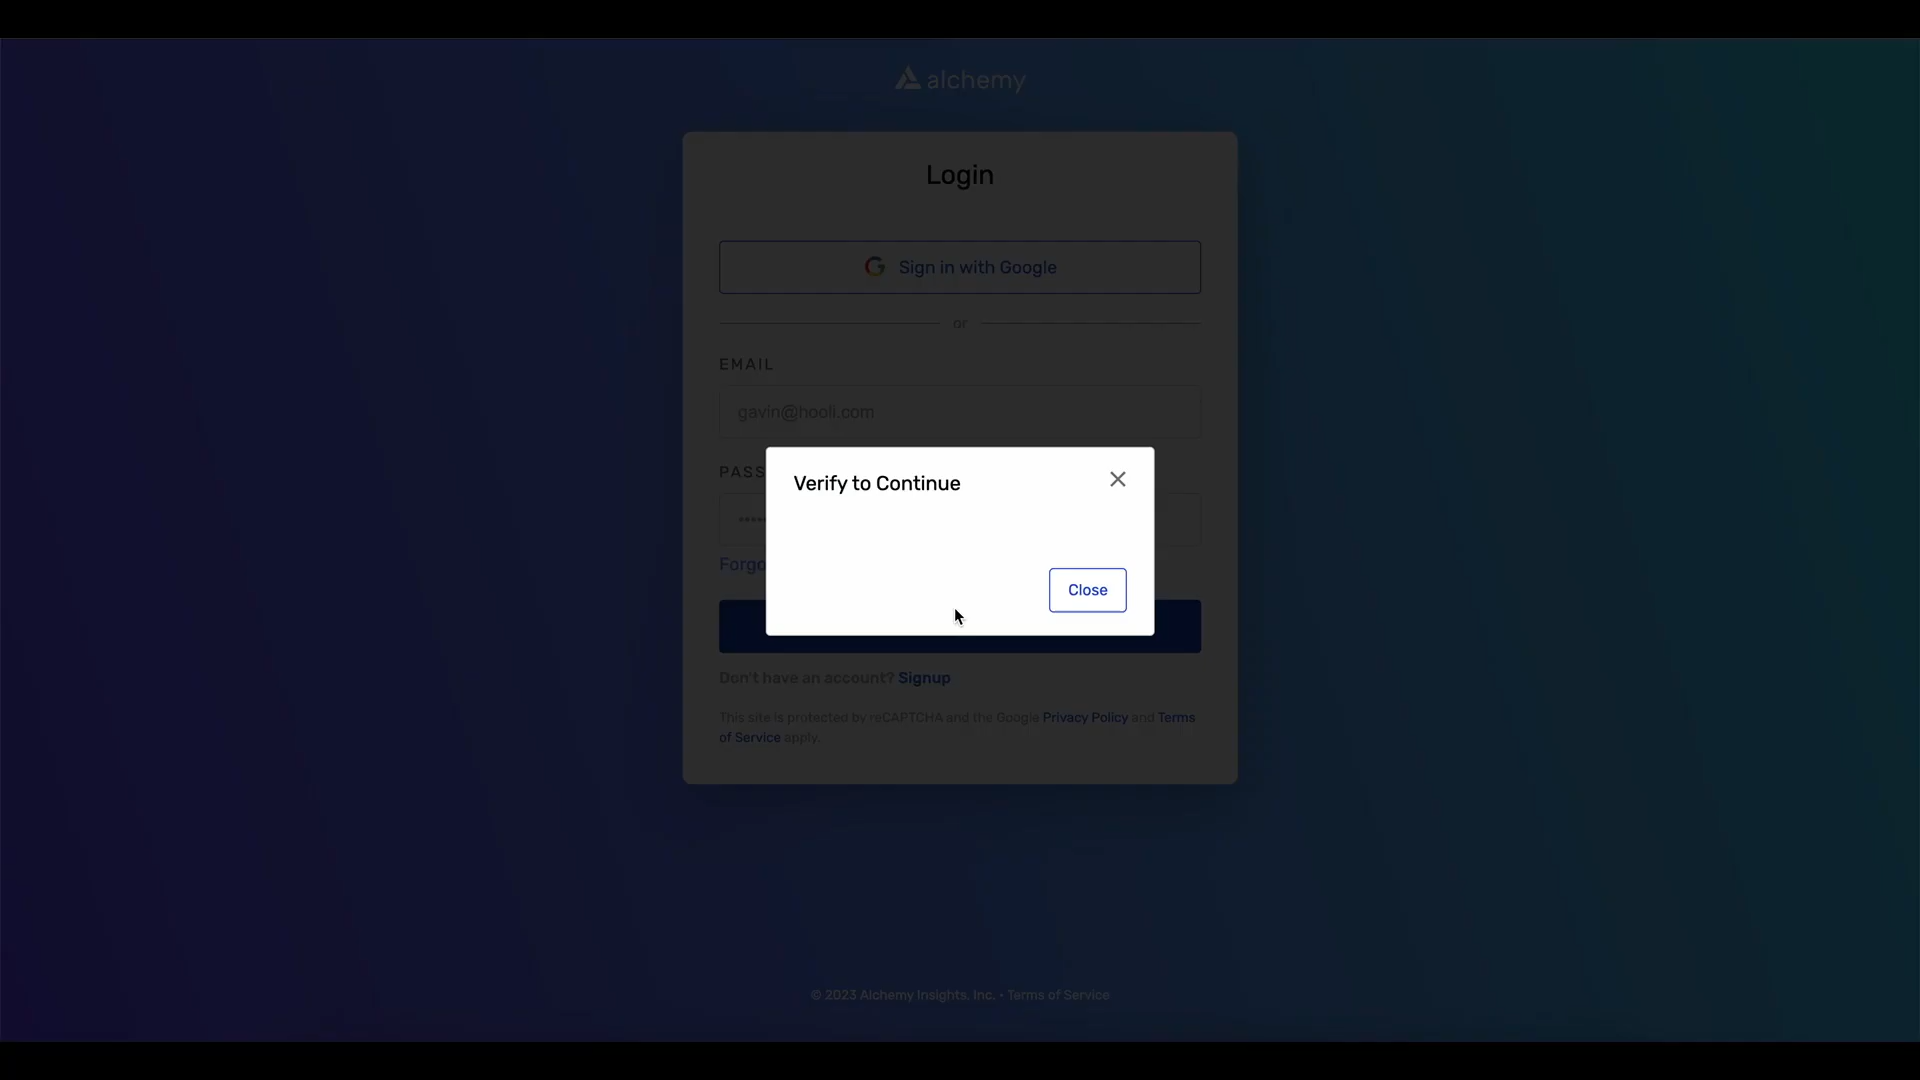 alchemy
Login
Sign in with Google
or
EMAIL
gavin@hooli.com
PASS
Verify to Continue
Forgo
Close
Don't have an account? Signup
This site is protected by reCAPTCHA and the Google Privacy Policy and Terms
of Service apply.
© 2023 Alchemy Insights, Inc. • Terms of Service